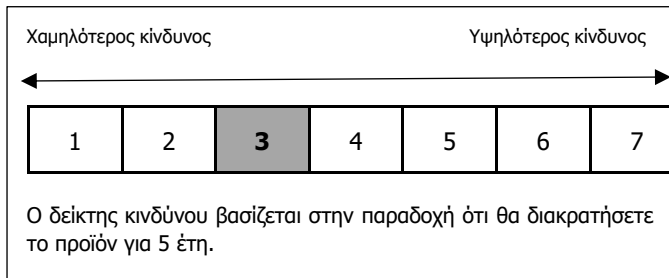 Χαμηλότερος κίνδυνος Υψηλότερος κίνδυνος
1 2 3 4 5 6 7
Ο δείκτης κινδύνου βασίζεται στην παραδοχή ότι θα διακρατήσετε
το προϊόν για 5 έτη.